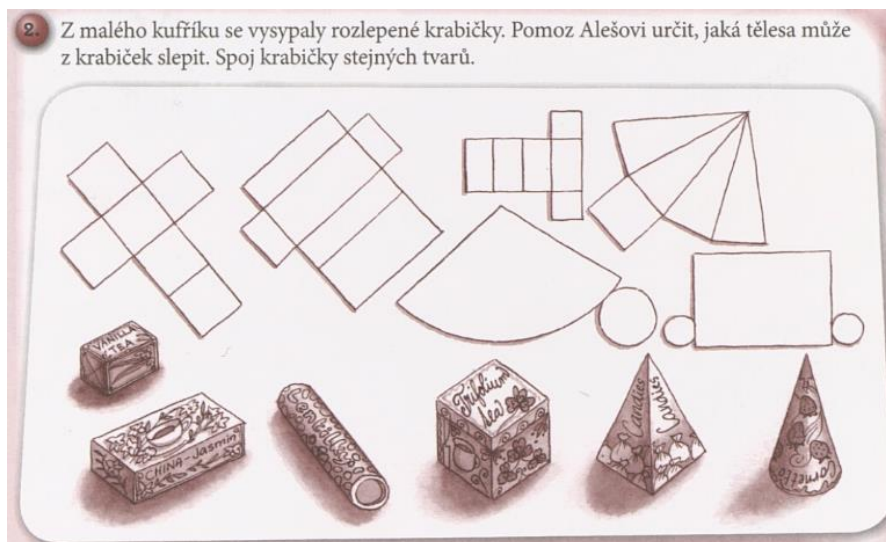 2. Z malého kufříku se vysypaly rozlepené krabičky. Pomoz Alešovi určit, jaká tělesa může
z krabiček slepit. Spoj krabičky stejných tvarů.
VANILLA
TEA
CHINA-Jasmin
Trifolium
tea
Candies
Candies
Cornetto